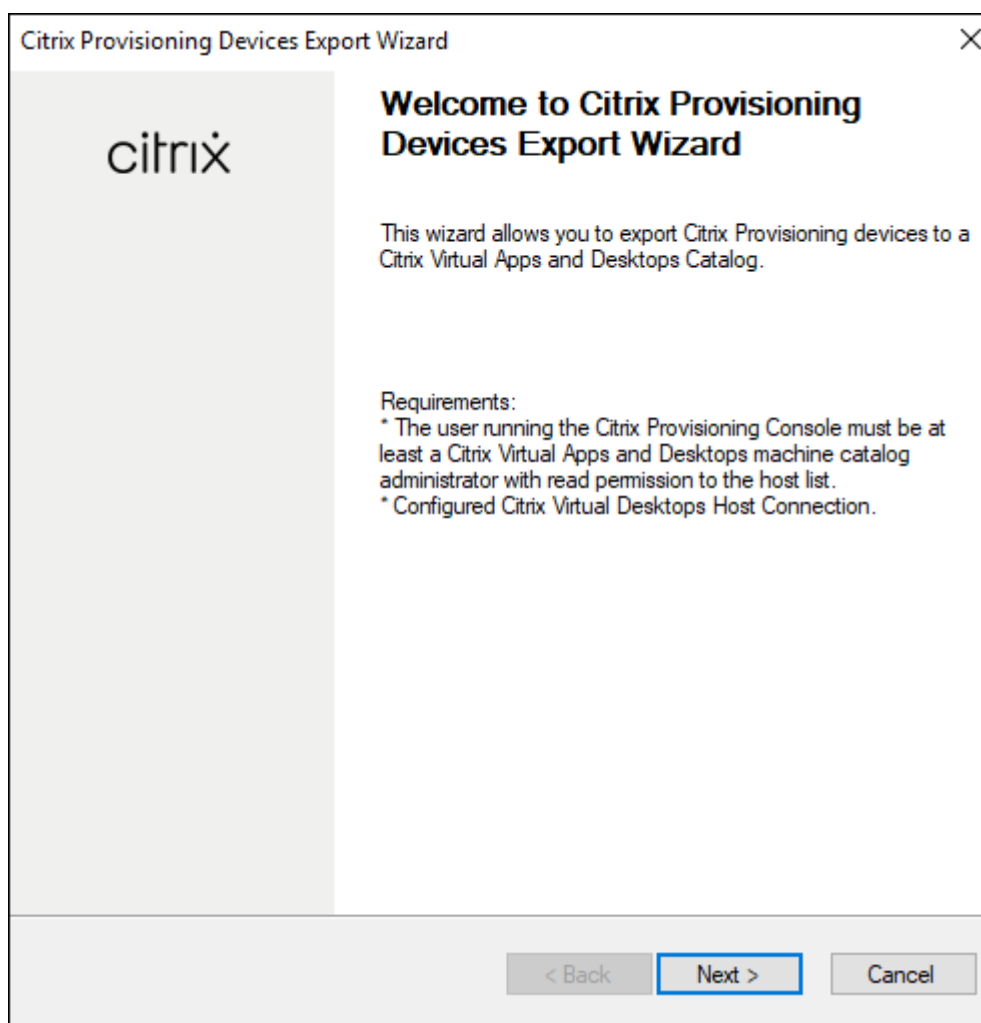 Citrix Provisioning Devices Export Wizard
citrix
Welcome to Citrix Provisioning
Devices Export Wizard
This wizard allows you to export Citrix Provisioning devices to a
Citrix Virtual Apps and Desktops Catalog.
Requirements:
* The user running the Citrix Provisioning Console must be at
least a Citrix Virtual Apps and Desktops machine catalog
administrator with read permission to the host list.
* Configured Citrix Virtual Desktops Host Connection.
< Back
Next >
Cancel